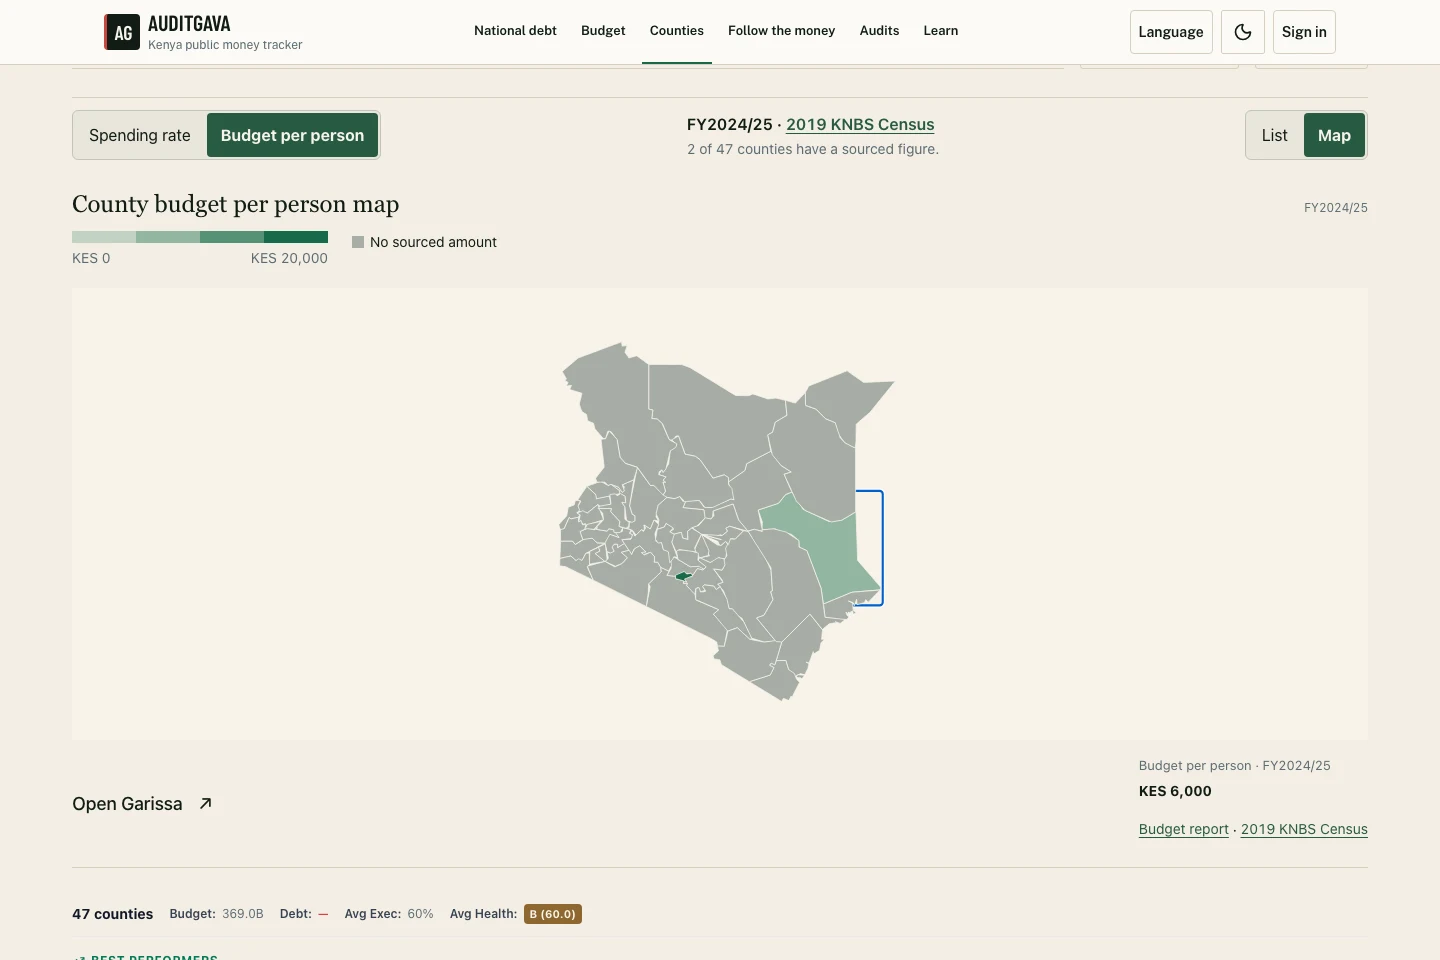 AG
AUDITGAVA
Kenya public money tracker
National debt
Budget
Counties
Follow the money
Audits
Learn
Language
Sign in
Spending rate
Budget per person
FY2024/25 · 2019 KNBS Census
2 of 47 counties have a sourced figure.
List
Map
County budget per person map
FY2024/25
KES 0
KES 20,000
No sourced amount
Budget per person · FY2024/25
KES 6,000
Open Garissa
Budget report · 2019 KNBS Census
47 counties Budget: 369.0B Debt: — Avg Exec: 60% Avg Health: B (60.0)
BEST PERFORMERS